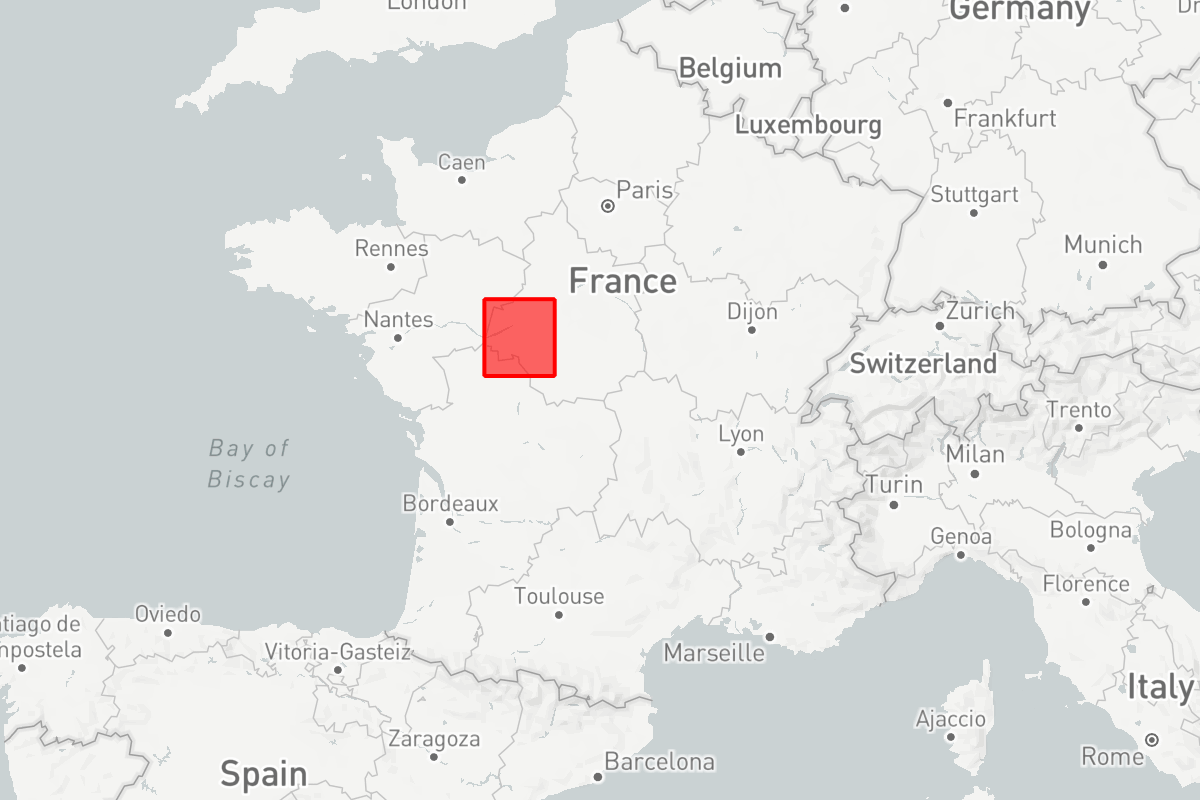 London
Germany
Dr
Belgium
Luxembourg
Frankfurt
Caen
Paris
Stuttgart
Rennes
Munich
France
Nantes
Dijon
Zurich
Switzerland
Trento
Bay of
Biscay
Lyon
Milan
Turin
Bordeaux
Genoa
Bologna
Toulouse
Florence
Oviedo
tiago de
npostela
Vitoria-Gasteiz
Marseille
Italy
Ajaccio
Zaragoza
Rome
Spain
Barcelona